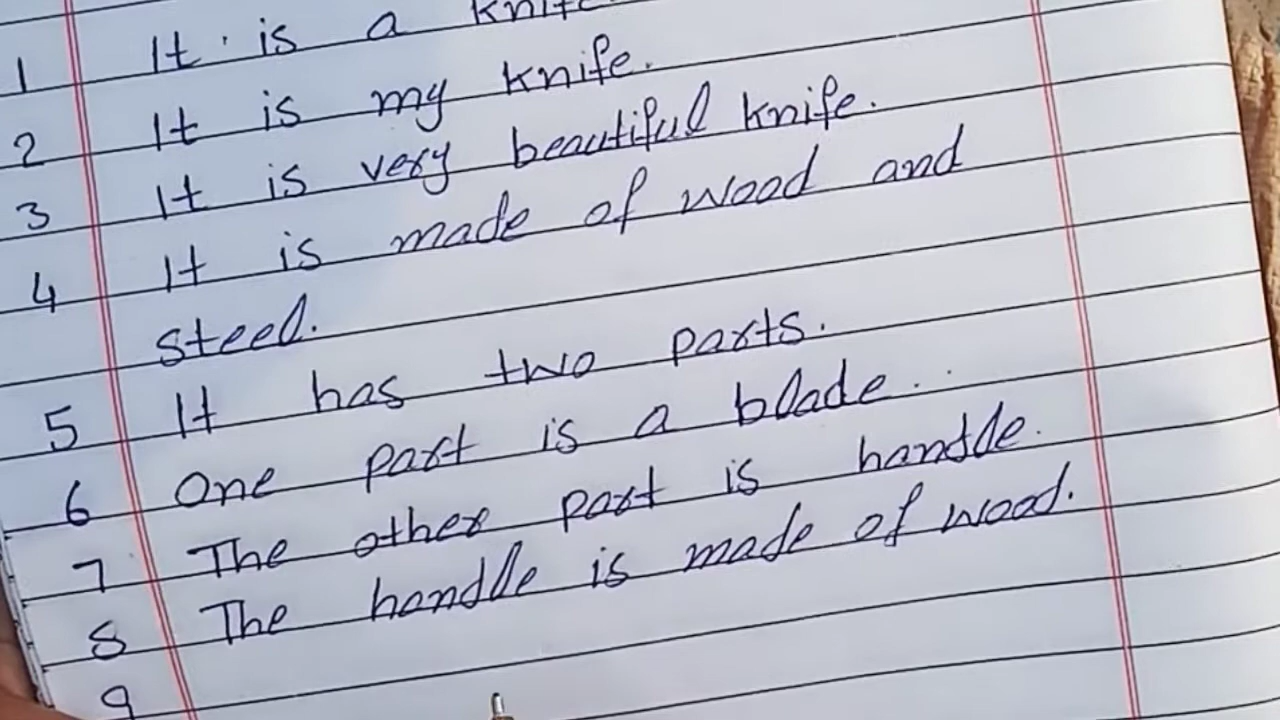 1 It is a knife
2 It is my knife.
3 It is very beautiful knife.
4 It is made of wood and
steel.
5 It has two parts.
6 One part is a blade.
7 The other part is handle.
8 The handle is made of wood.
9